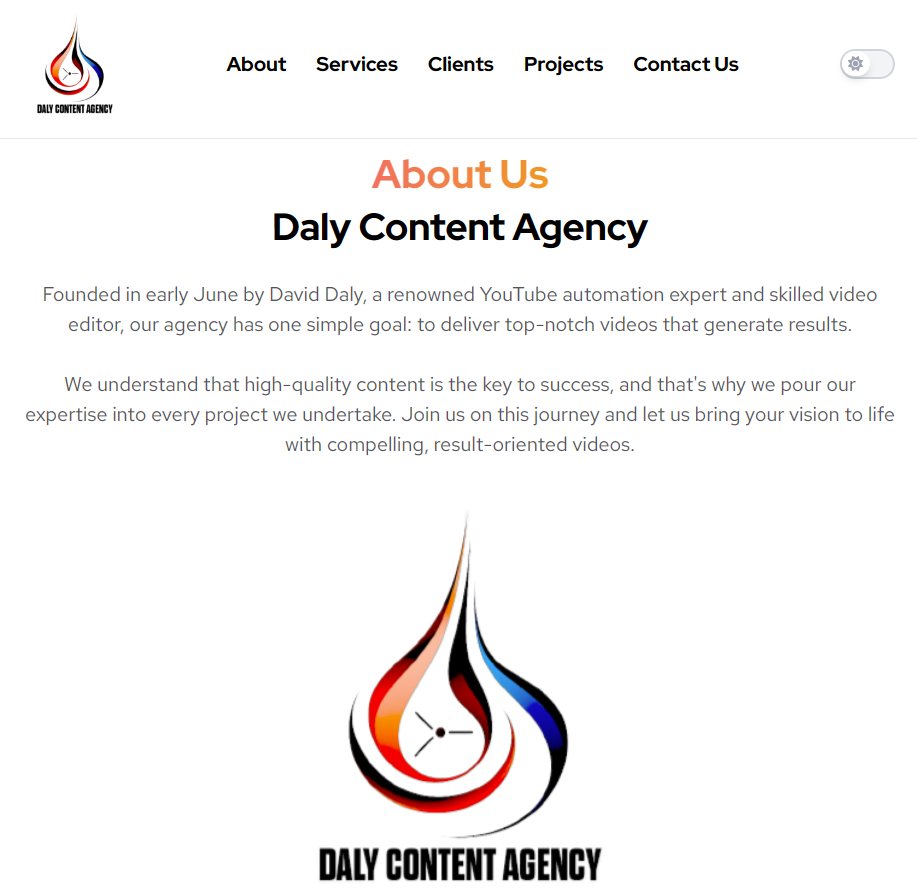 DALY CONTENT AGENCY
About Services Clients Projects Contact Us
About Us
Daly Content Agency
Founded in early June by David Daly, a renowned YouTube automation expert and skilled video
editor, our agency has one simple goal: to deliver top-notch videos that generate results.
We understand that high-quality content is the key to success, and that's why we pour our
expertise into every project we undertake. Join us on this journey and let us bring your vision to life
with compelling, result-oriented videos.
DALY CONTENT AGENCY